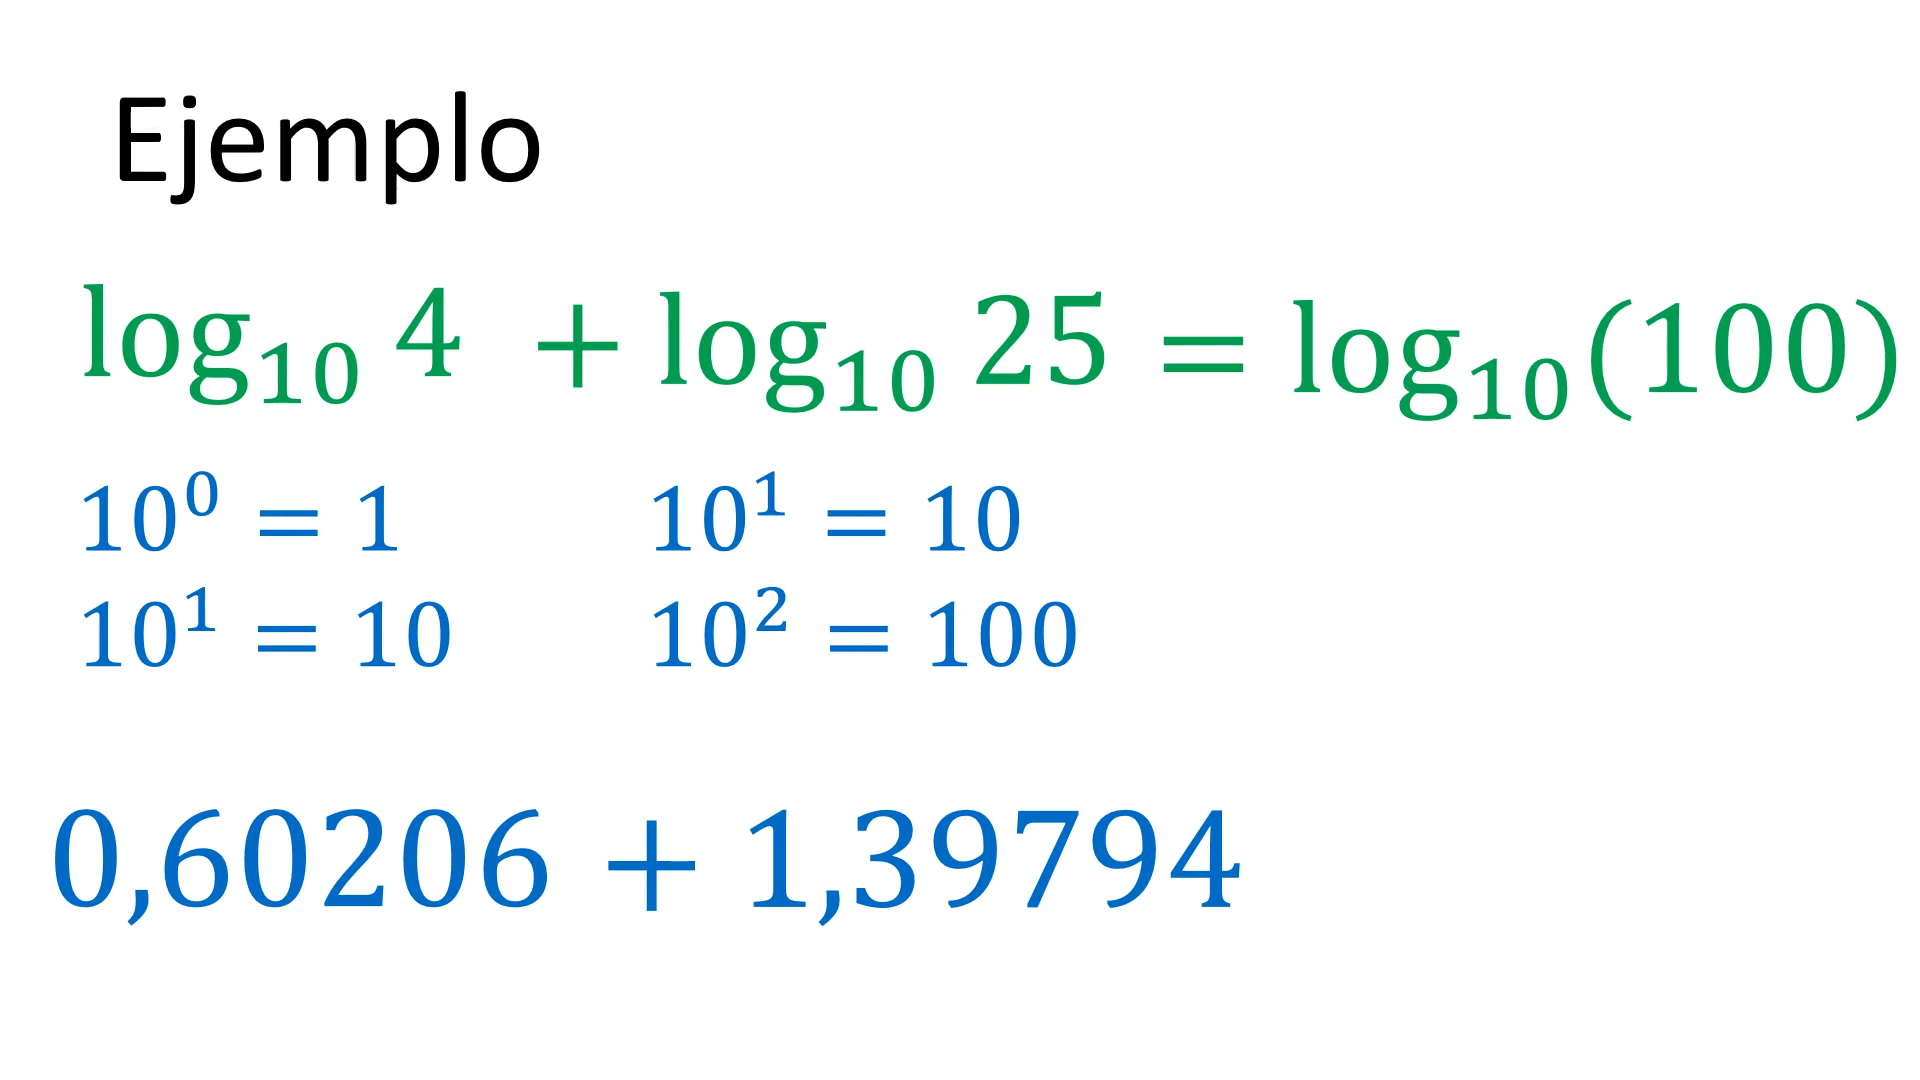 Ejemplo
log₁₀ 4 + log₁₀ 25 = log₁₀(100)
10⁰ = 1 10¹ = 10
10¹ = 10 10² = 100
0,60206 + 1,39794